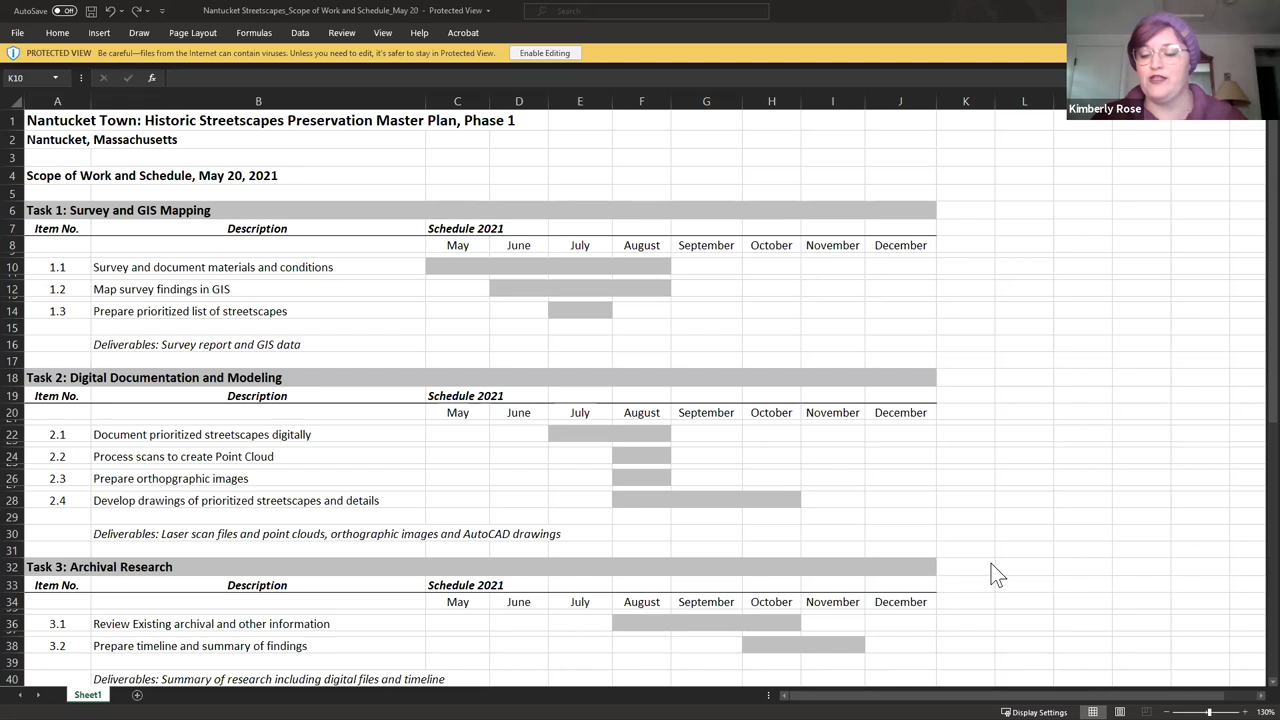 AutoSave Off Nantucket Streetscapes_Scope of Work and Schedule_May 20 - Protected View Search
File Home Insert Draw Page Layout Formulas Data Review View Help Acrobat
PROTECTED VIEW Be careful—files from the Internet can contain viruses. Unless you need to edit, it's safer to stay in Protected View. Enable Editing
K10 fx
Kimberly Rose
A B C D E F G H I J K L
1 Nantucket Town: Historic Streetscapes Preservation Master Plan, Phase 1
2 Nantucket, Massachusetts
3
4 Scope of Work and Schedule, May 20, 2021
5
6 Task 1: Survey and GIS Mapping
7 Item No. Description Schedule 2021
8 May June July August September October November December
10 1.1 Survey and document materials and conditions
12 1.2 Map survey findings in GIS
14 1.3 Prepare prioritized list of streetscapes
15
16 Deliverables: Survey report and GIS data
17
18 Task 2: Digital Documentation and Modeling
19 Item No. Description Schedule 2021
20 May June July August September October November December
22 2.1 Document prioritized streetscapes digitally
24 2.2 Process scans to create Point Cloud
26 2.3 Prepare orthopgraphic images
28 2.4 Develop drawings of prioritized streetscapes and details
29
30 Deliverables: Laser scan files and point clouds, orthographic images and AutoCAD drawings
31
32 Task 3: Archival Research
33 Item No. Description Schedule 2021
34 May June July August September October November December
36 3.1 Review Existing archival and other information
38 3.2 Prepare timeline and summary of findings
39
40 Deliverables: Summary of research including digital files and timeline
Sheet1
Display Settings 130%